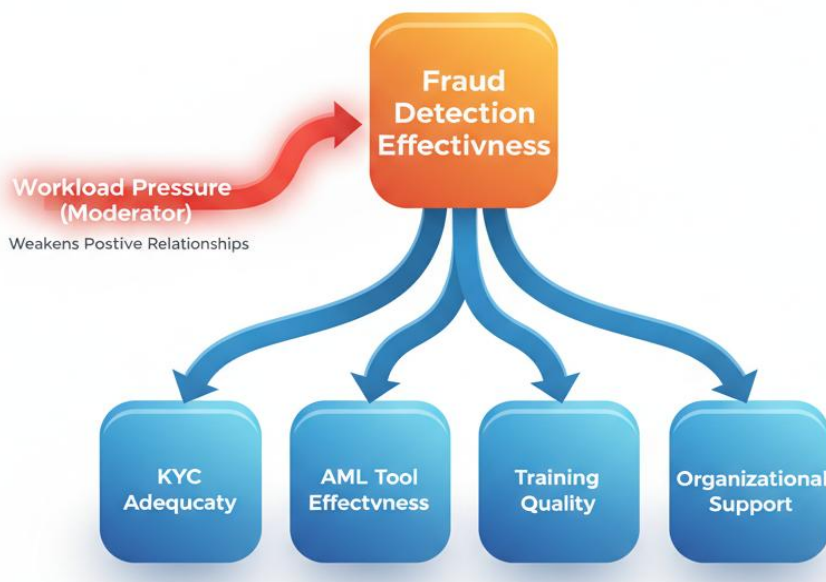 Fraud
Detection
Effectivness
Workload Pressure
(Moderator)
Weakens Postive Relationships
KYC
Adequcaty
AML Tool
Effectvness
Training
Quality
Organizational
Support